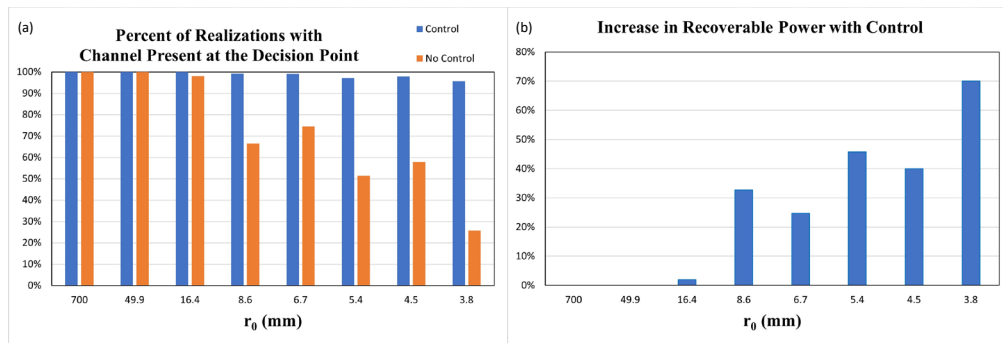 (a)
Percent of Realizations with
Channel Present at the Decision Point
Control
No Control
100%
90%
80%
70%
60%
50%
40%
30%
20%
10%
0%
700 49.9 16.4 8.6 6.7 5.4 4.5 3.8
r₀ (mm)
(b)
Increase in Recoverable Power with Control
80%
70%
60%
50%
40%
30%
20%
10%
0%
700 49.9 16.4 8.6 6.7 5.4 4.5 3.8
r₀ (mm)